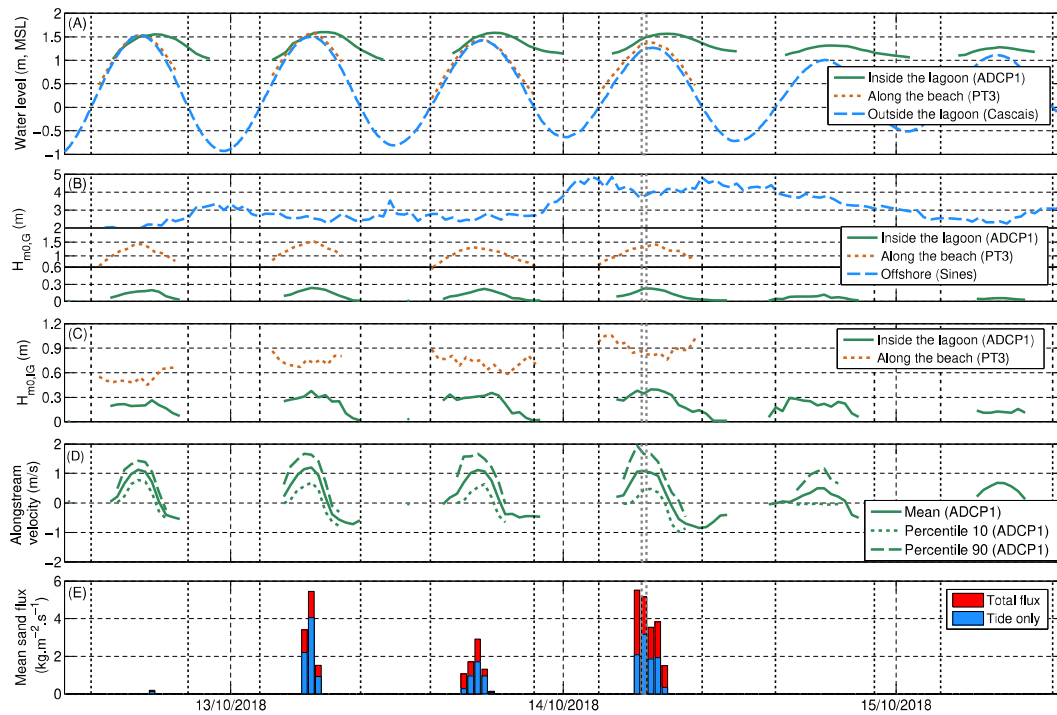 (A)
Water level (m, MSL)
2
1.5
1
0.5
0
−0.5
−1
Inside the lagoon (ADCP1)
Along the beach (PT3)
Outside the lagoon (Cascais)
(B)
H_m0,G (m)
5
4
3
2
1.5
1
0.6
0.3
0
Inside the lagoon (ADCP1)
Along the beach (PT3)
Offshore (Sines)
(C)
H_m0,IG (m)
1.2
0.9
0.6
0.3
0
Inside the lagoon (ADCP1)
Along the beach (PT3)
(D)
Alongstream
velocity (m/s)
2
1
0
−1
−2
Mean (ADCP1)
Percentile 10 (ADCP1)
Percentile 90 (ADCP1)
(E)
Mean sand flux
(kg.m⁻².s⁻¹)
6
4
2
0
Total flux
Tide only
13/10/2018
14/10/2018
15/10/2018